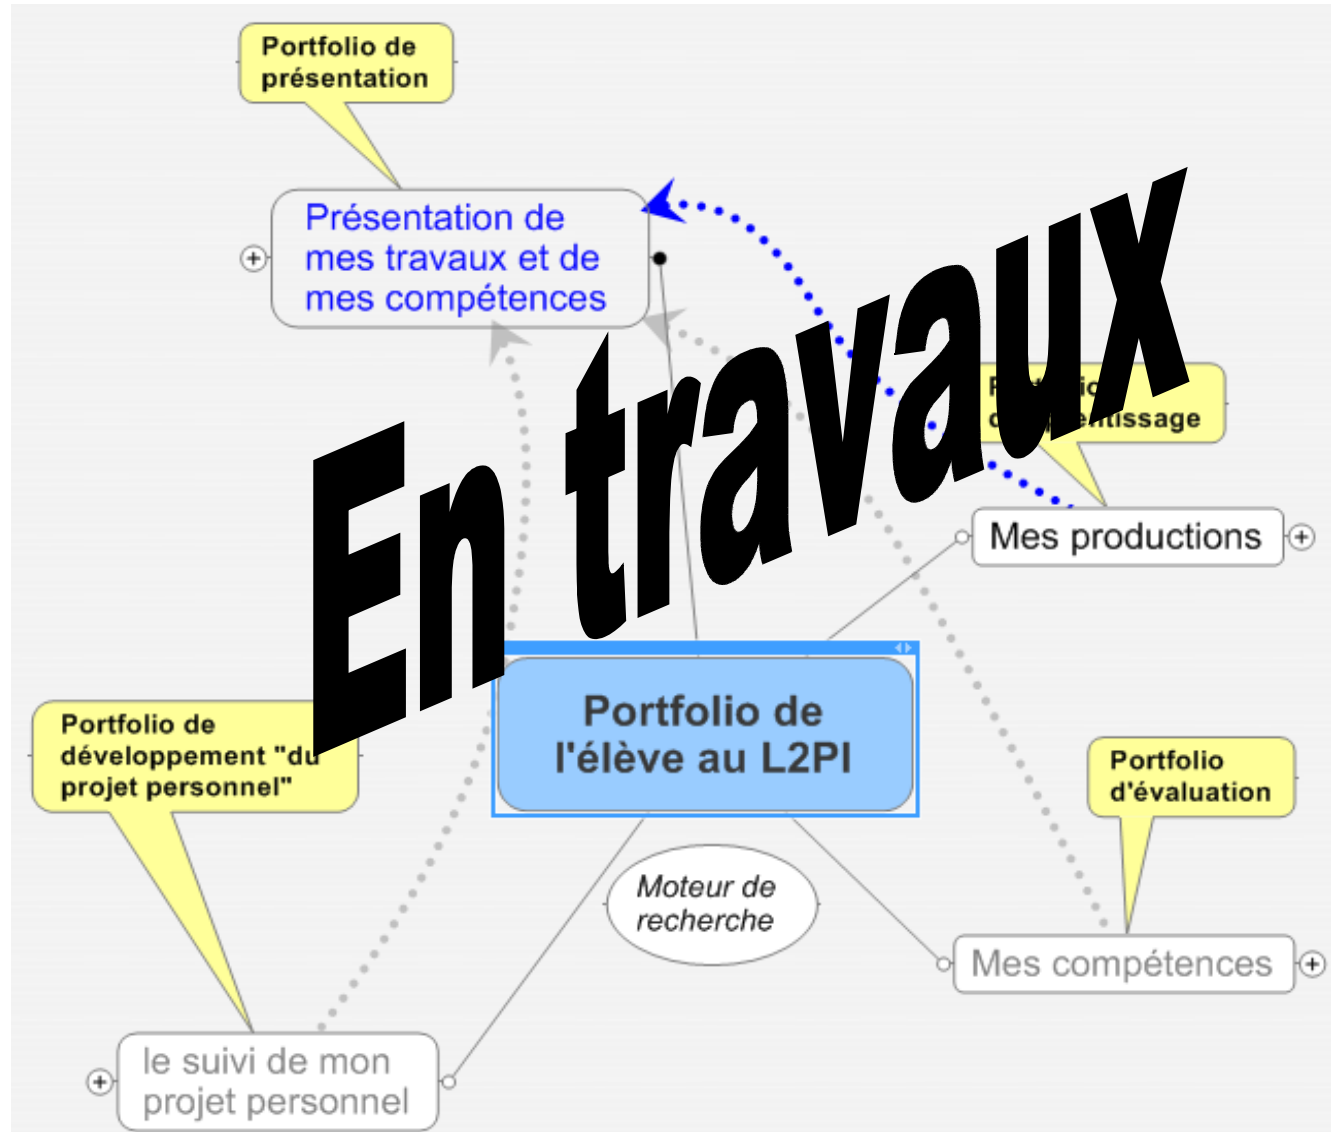 Portfolio de
présentation
Présentation de
mes travaux et de
mes compétences
En travaux
d'apprentissage
Mes productions
Portfolio de
l'élève au L2PI
Portfolio de
développement "du
projet personnel"
Portfolio
d'évaluation
Moteur de
recherche
Mes compétences
le suivi de mon
projet personnel